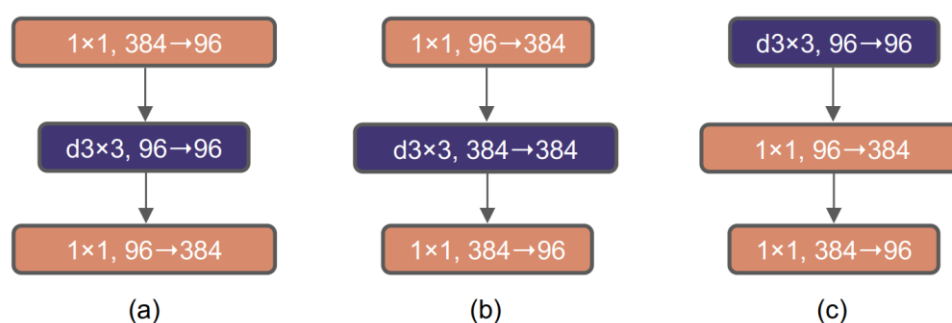 1×1, 384→96
d3×3, 96→96
1×1, 96→384
(a)
1×1, 96→384
d3×3, 384→384
1×1, 384→96
(b)
d3×3, 96→96
1×1, 96→384
1×1, 384→96
(c)